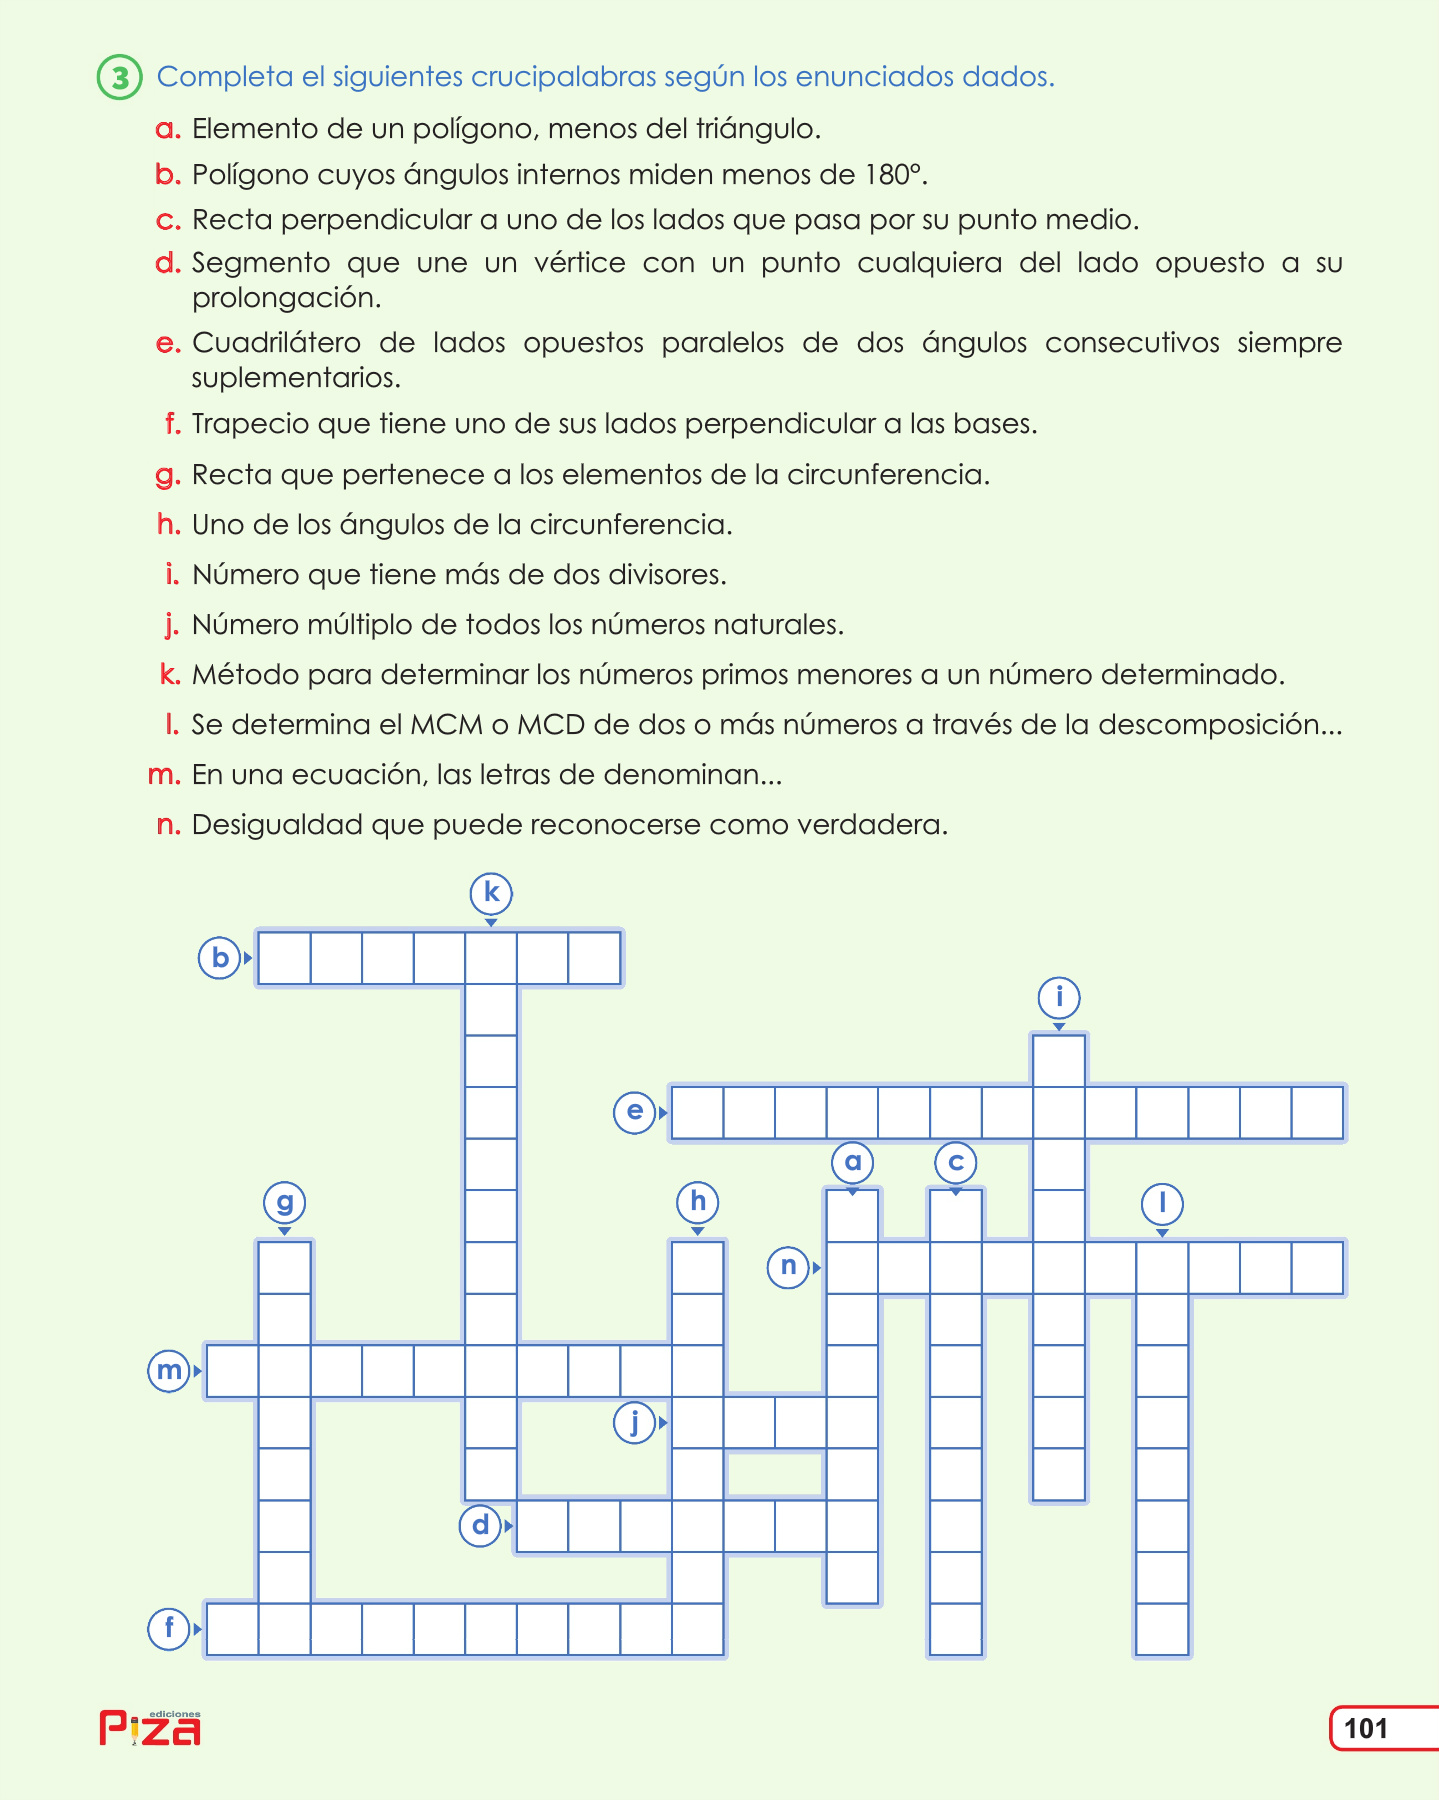 3 Completa el siguientes crucipalabras según los enunciados dados.
a. Elemento de un polígono, menos del triángulo.
b. Polígono cuyos ángulos internos miden menos de 180°.
c. Recta perpendicular a uno de los lados que pasa por su punto medio.
d. Segmento que une un vértice con un punto cualquiera del lado opuesto a su
prolongación.
e. Cuadrilátero de lados opuestos paralelos de dos ángulos consecutivos siempre
suplementarios.
f. Trapecio que tiene uno de sus lados perpendicular a las bases.
g. Recta que pertenece a los elementos de la circunferencia.
h. Uno de los ángulos de la circunferencia.
i. Número que tiene más de dos divisores.
j. Número múltiplo de todos los números naturales.
k. Método para determinar los números primos menores a un número determinado.
l. Se determina el MCM o MCD de dos o más números a través de la descomposición...
m. En una ecuación, las letras de denominan...
n. Desigualdad que puede reconocerse como verdadera.
k
b
i
e
a c
g h l
n
m
j
d
f
ediciones
Piza
101